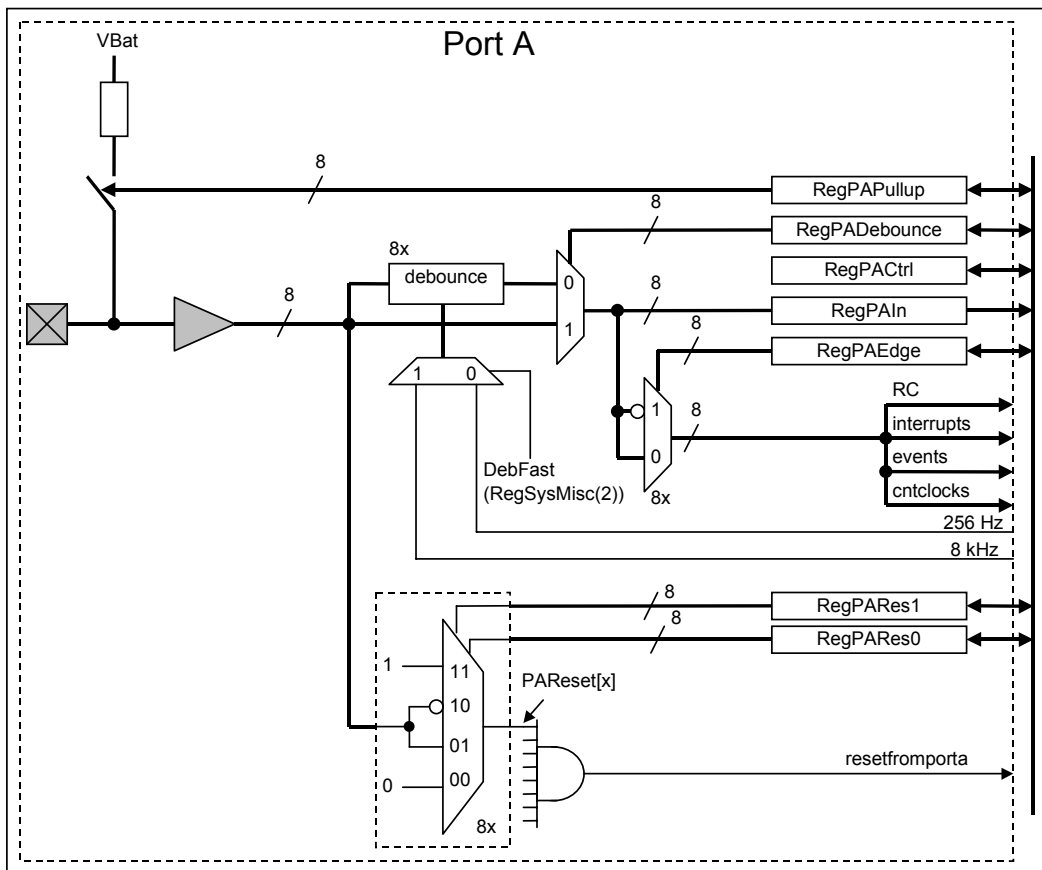 Port A
VBat
8
RegPAPullup
8
RegPADebounce
8x
debounce
0
1
RegPACtrl
8
8
RegPAIn
8
RegPAEdge
1 0
1
0
8
8x
RC
interrupts
events
cntclocks
DebFast
(RegSysMisc(2))
256 Hz
8 kHz
8
RegPARes1
8
RegPARes0
1
11
10
01
00
0
8x
PAReset[x]
resetfromporta